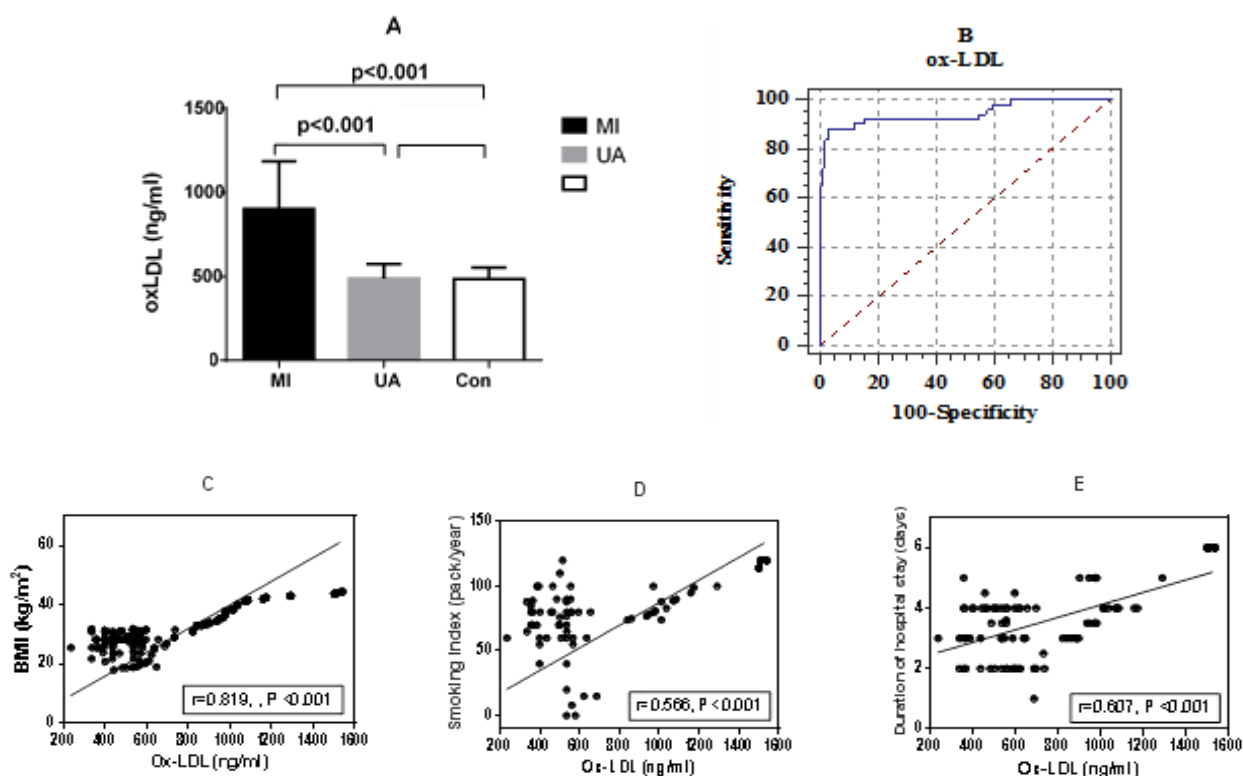 A
p<0.001
p<0.001
1500
1000
500
0
oxLDL (ng/ml)
MI
UA
Con
MI
UA
B
ox-LDL
100
80
60
40
20
0
Sensitivity
0 20 40 60 80 100
100-Specificity
C
60
40
20
0
BMI (kg/m²)
r=0.819, , P <0.001
200 400 600 800 1000 1200 1400 1600
Ox-LDL (ng/ml)
D
150
100
50
0
Smoking Index (pack/year)
r=0.566, P <0.001
200 400 600 800 1000 1200 1400 1600
Ox-LDL (ng/ml)
E
6
4
2
0
Duration of hospital stay (days)
r=0.607, P <0.001
200 400 600 800 1000 1200 1400 1600
Ox-LDL (ng/ml)